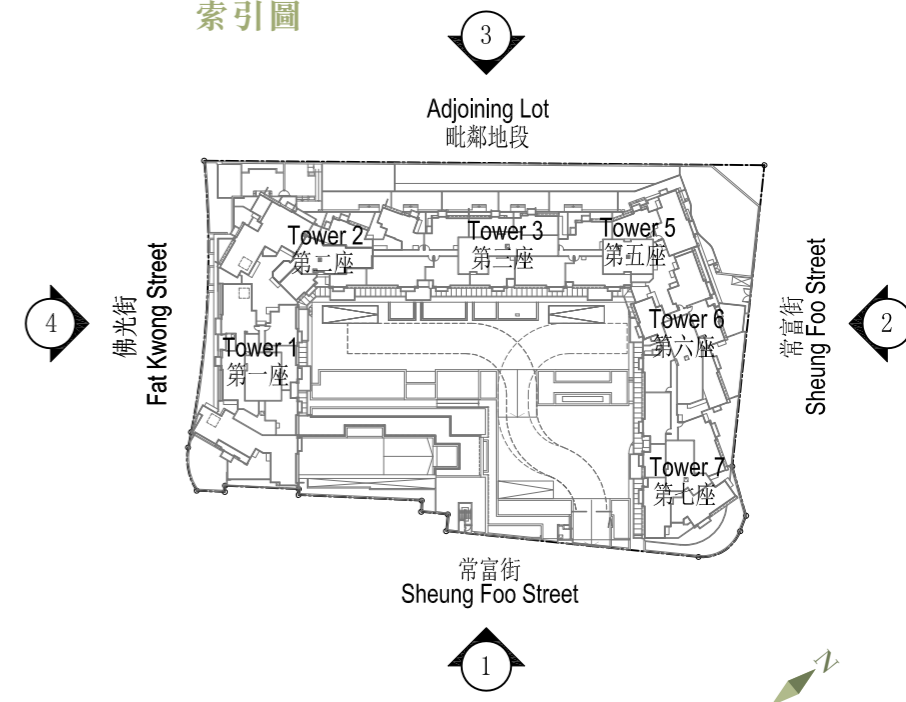 索引圖
3
Adjoining Lot
毗鄰地段
Tower 2
第二座
Tower 3
第三座
Tower 5
第五座
佛光街
Fat Kwong Street
4
Tower 1
第一座
Tower 6
第六座
常富街
Sheung Foo Street
2
Tower 7
第七座
常富街
Sheung Foo Street
1
N